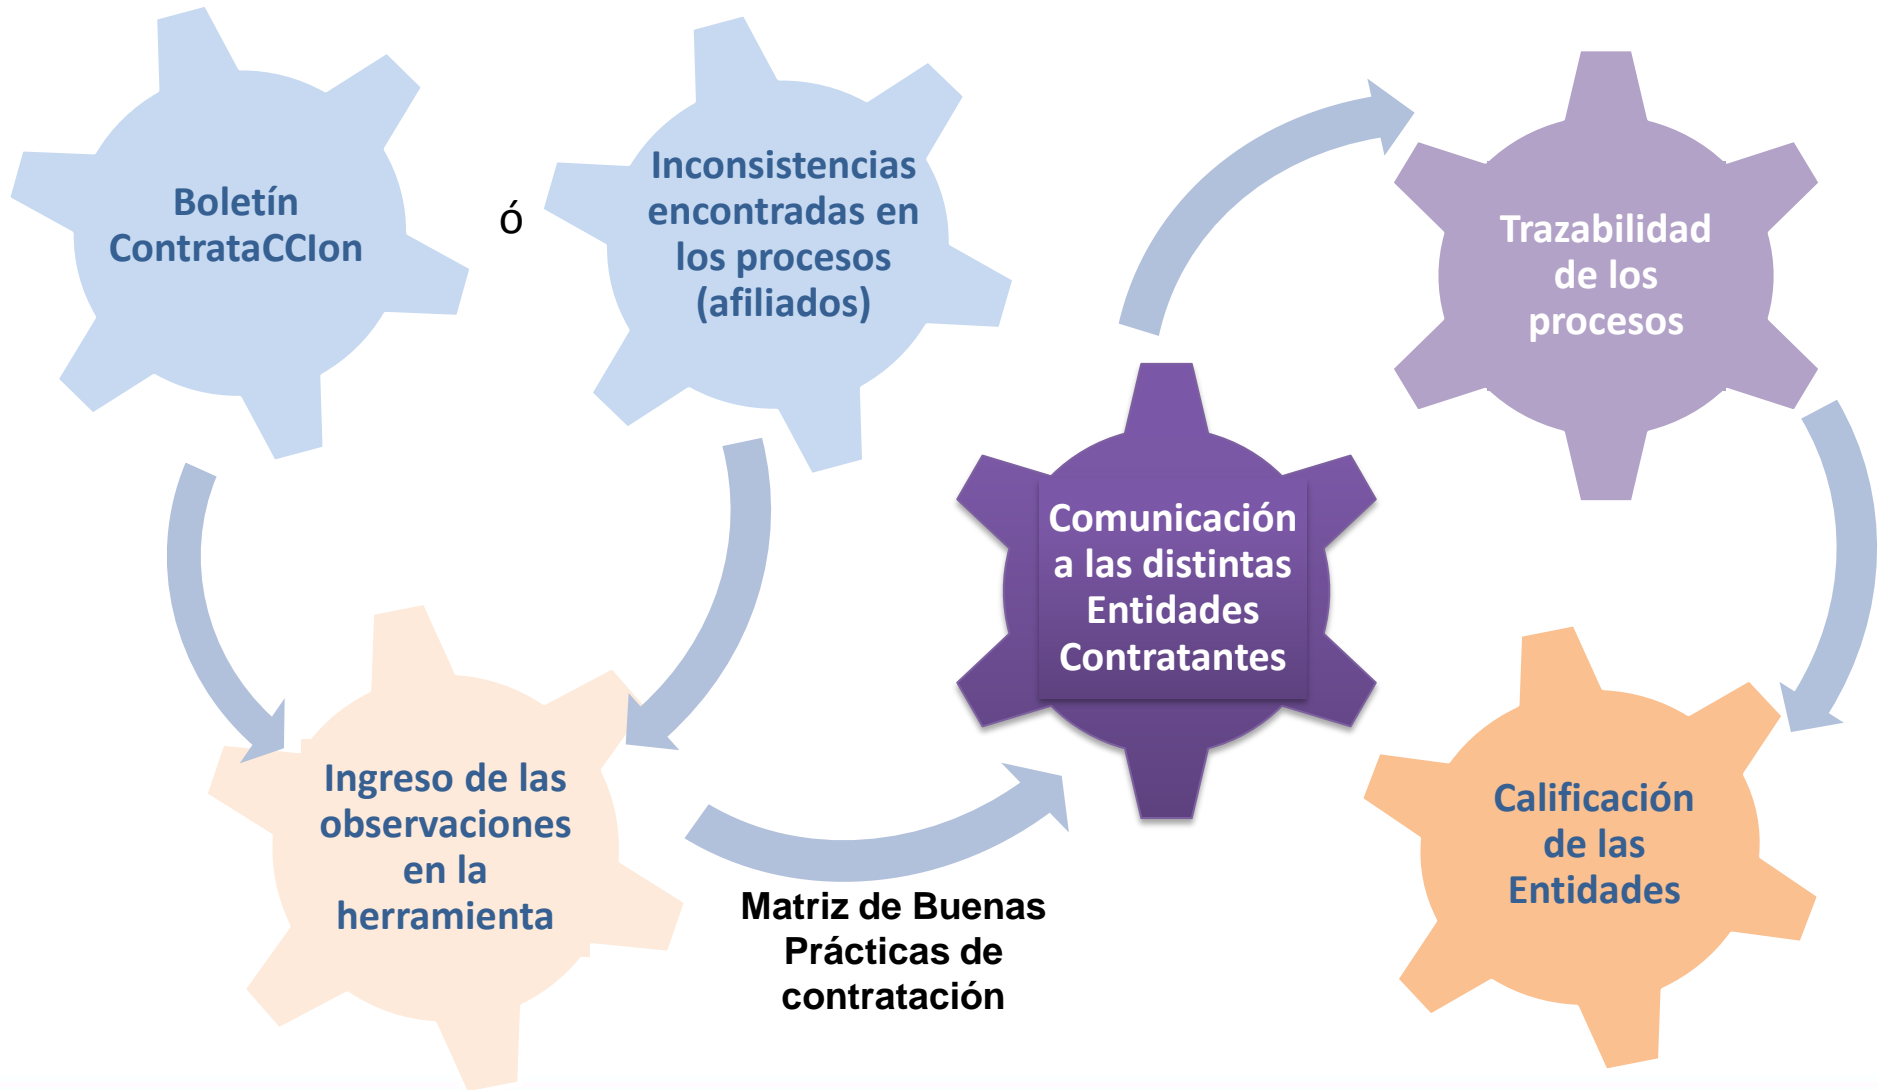 Boletín
ContrataCCIon
ó
Inconsistencias
encontradas en
los procesos
(afiliados)
Ingreso de las
observaciones
en la
herramienta
Matriz de Buenas
Prácticas de
contratación
Comunicación
a las distintas
Entidades
Contratantes
Trazabilidad
de los
procesos
Calificación
de las
Entidades